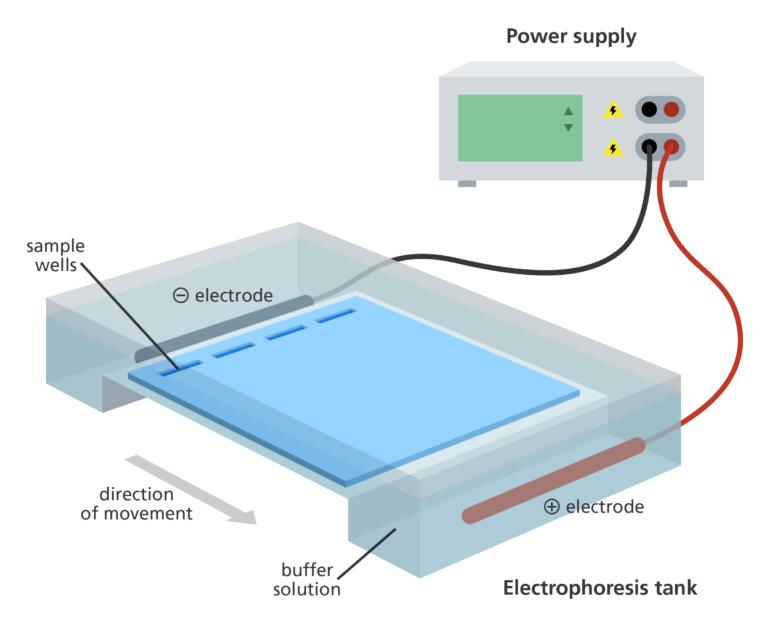 Power supply
sample
wells
⊖ electrode
direction
of movement
⊕ electrode
buffer
solution
Electrophoresis tank